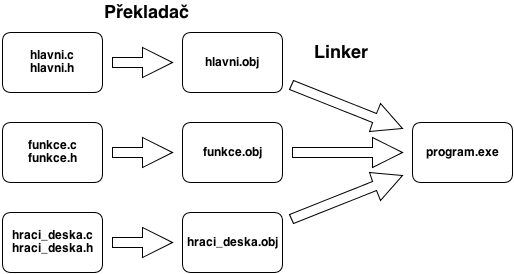 Překladač
Linker
hlavni.c
hlavni.h
hlavni.obj
funkce.c
funkce.h
funkce.obj
program.exe
hraci_deska.c
hraci_deska.h
hraci_deska.obj